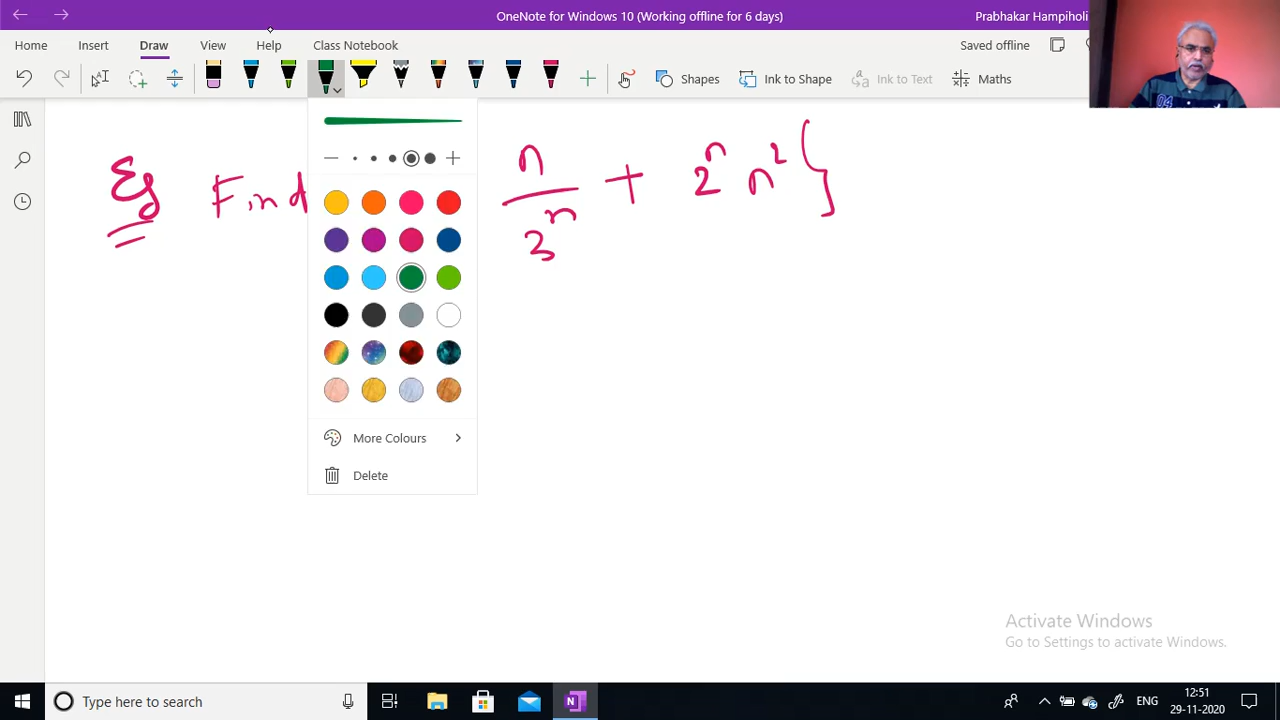 OneNote for Windows 10 (Working offline for 6 days)
Prabhakar Hampiholi
Home Insert Draw View Help Class Notebook
Saved offline
Shapes Ink to Shape Ink to Text Maths
Eg Find n/3^n + 2^n n^2 }
More Colours
Delete
Activate Windows
Go to Settings to activate Windows.
04
Type here to search
ENG
12:51
29-11-2020